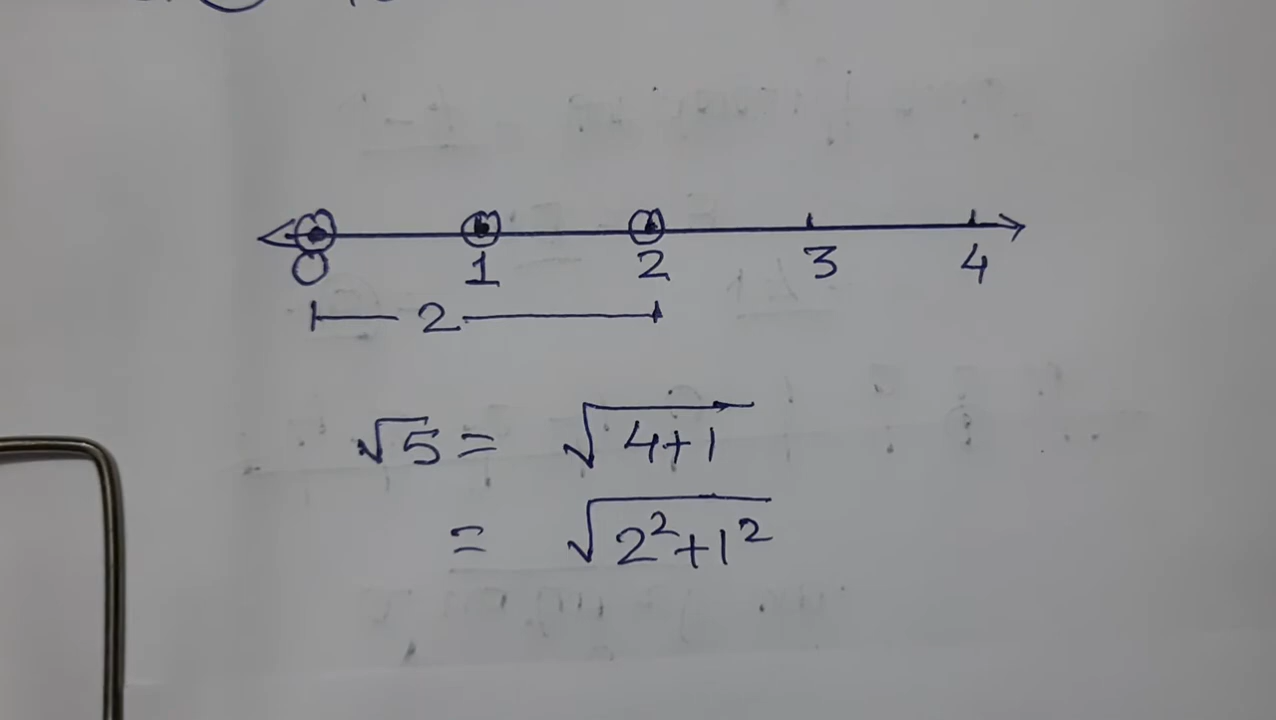 0 1 2 3 4
2
√5 = √4+1
= √2²+1²